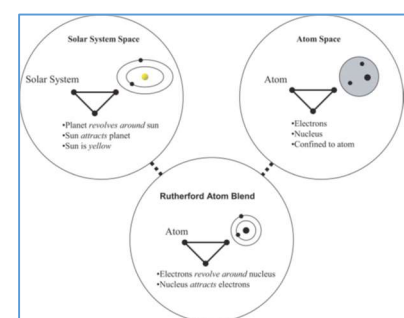 Solar System Space
Solar System
•Planet revolves around sun
•Sun attracts planet
•Sun is yellow
Atom Space
Atom
•Electrons
•Nucleus
•Confined to atom
Rutherford Atom Blend
Atom
•Electrons revolve around nucleus
•Nucleus attracts electrons